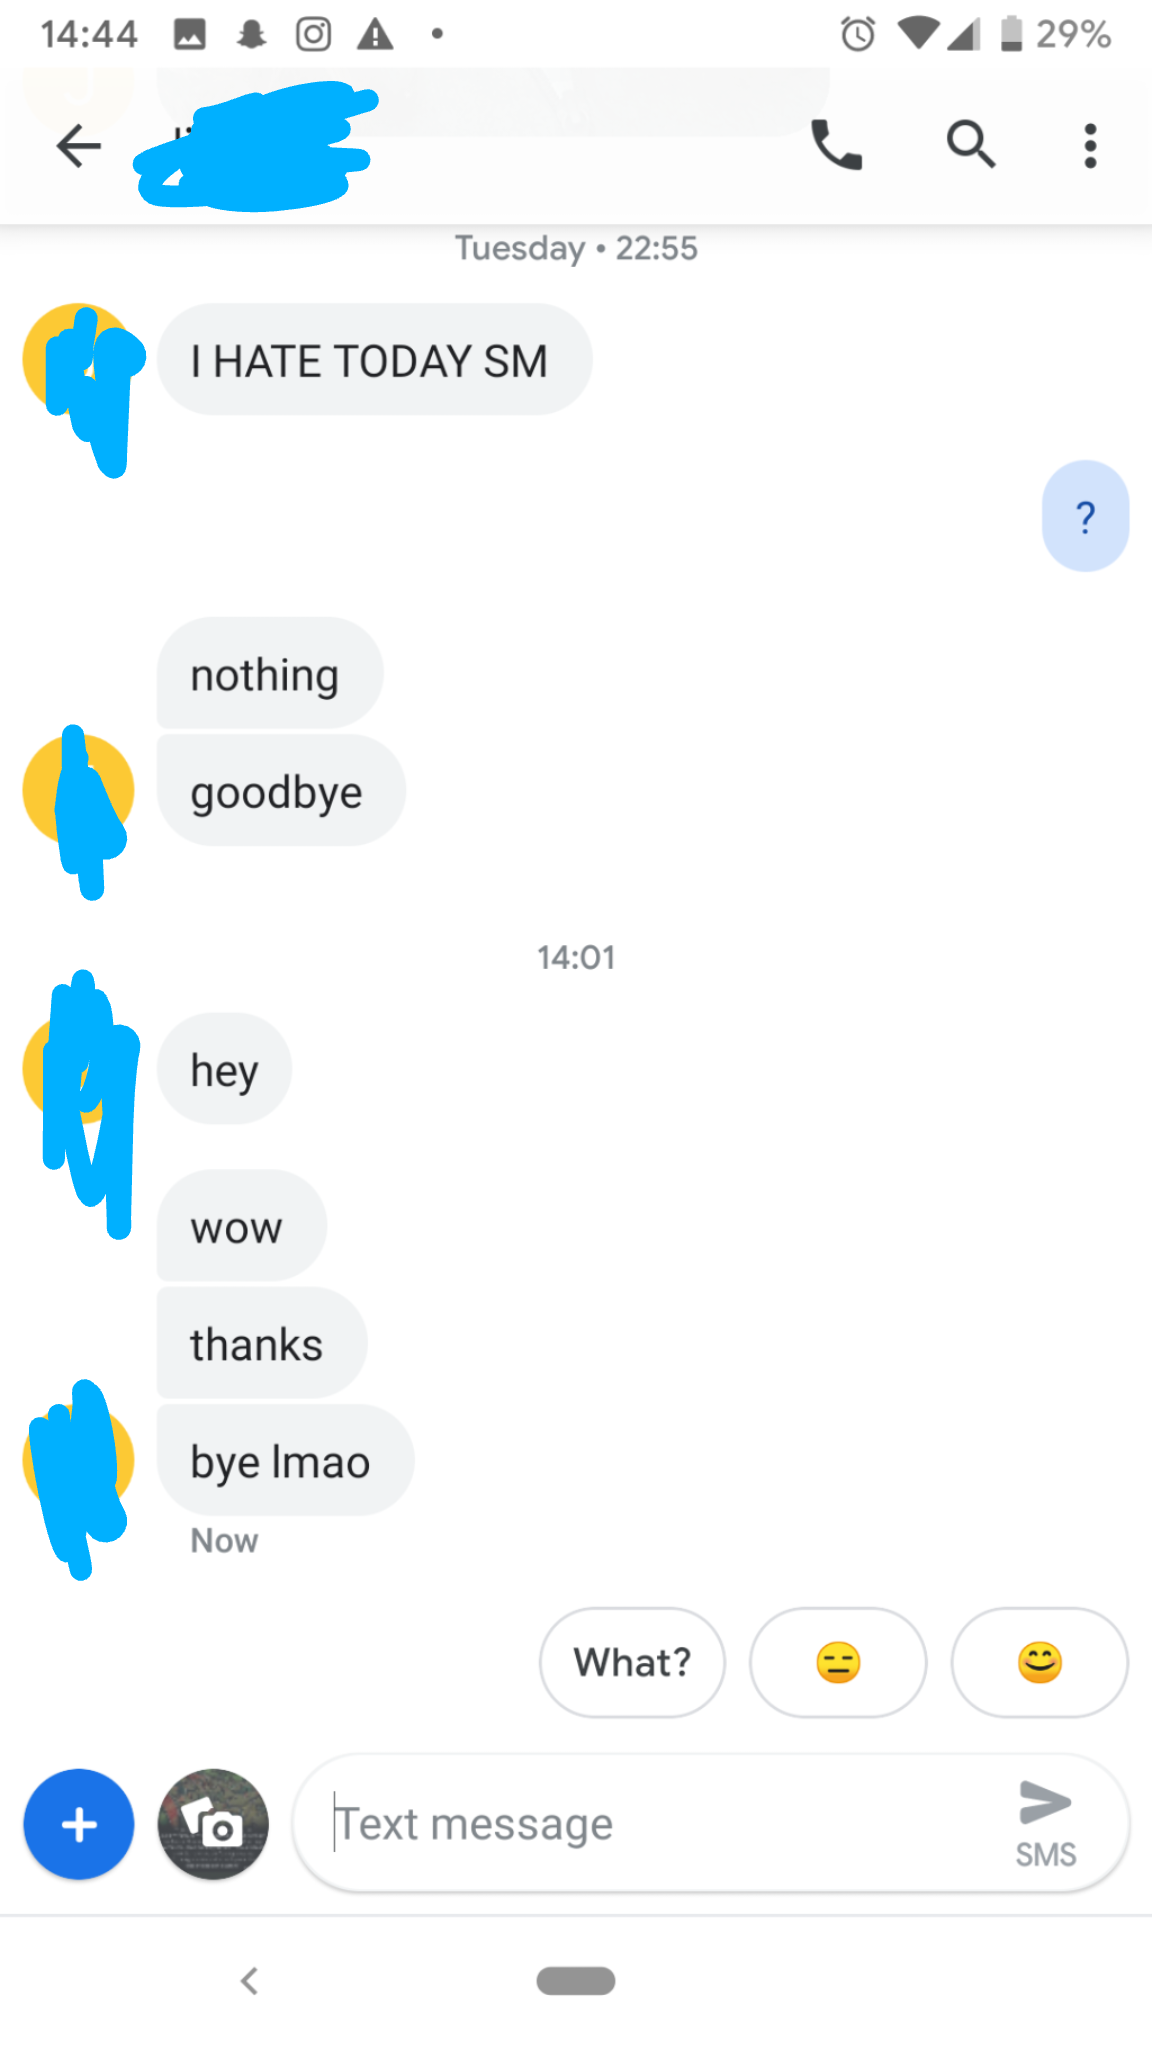 14:44 29%
Tuesday • 22:55
I HATE TODAY SM
?
nothing
goodbye
14:01
hey
wow
thanks
bye lmao
Now
What? 😑 😊
Text message
SMS